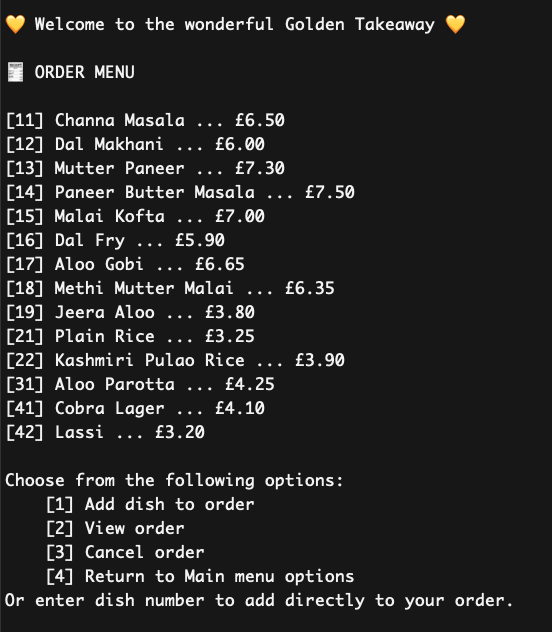 💛 Welcome to the wonderful Golden Takeaway 💛
🧾 ORDER MENU
[11] Channa Masala ... £6.50
[12] Dal Makhani ... £6.00
[13] Mutter Paneer ... £7.30
[14] Paneer Butter Masala ... £7.50
[15] Malai Kofta ... £7.00
[16] Dal Fry ... £5.90
[17] Aloo Gobi ... £6.65
[18] Methi Mutter Malai ... £6.35
[19] Jeera Aloo ... £3.80
[21] Plain Rice ... £3.25
[22] Kashmiri Pulao Rice ... £3.90
[31] Aloo Parotta ... £4.25
[41] Cobra Lager ... £4.10
[42] Lassi ... £3.20
Choose from the following options:
[1] Add dish to order
[2] View order
[3] Cancel order
[4] Return to Main menu options
Or enter dish number to add directly to your order.